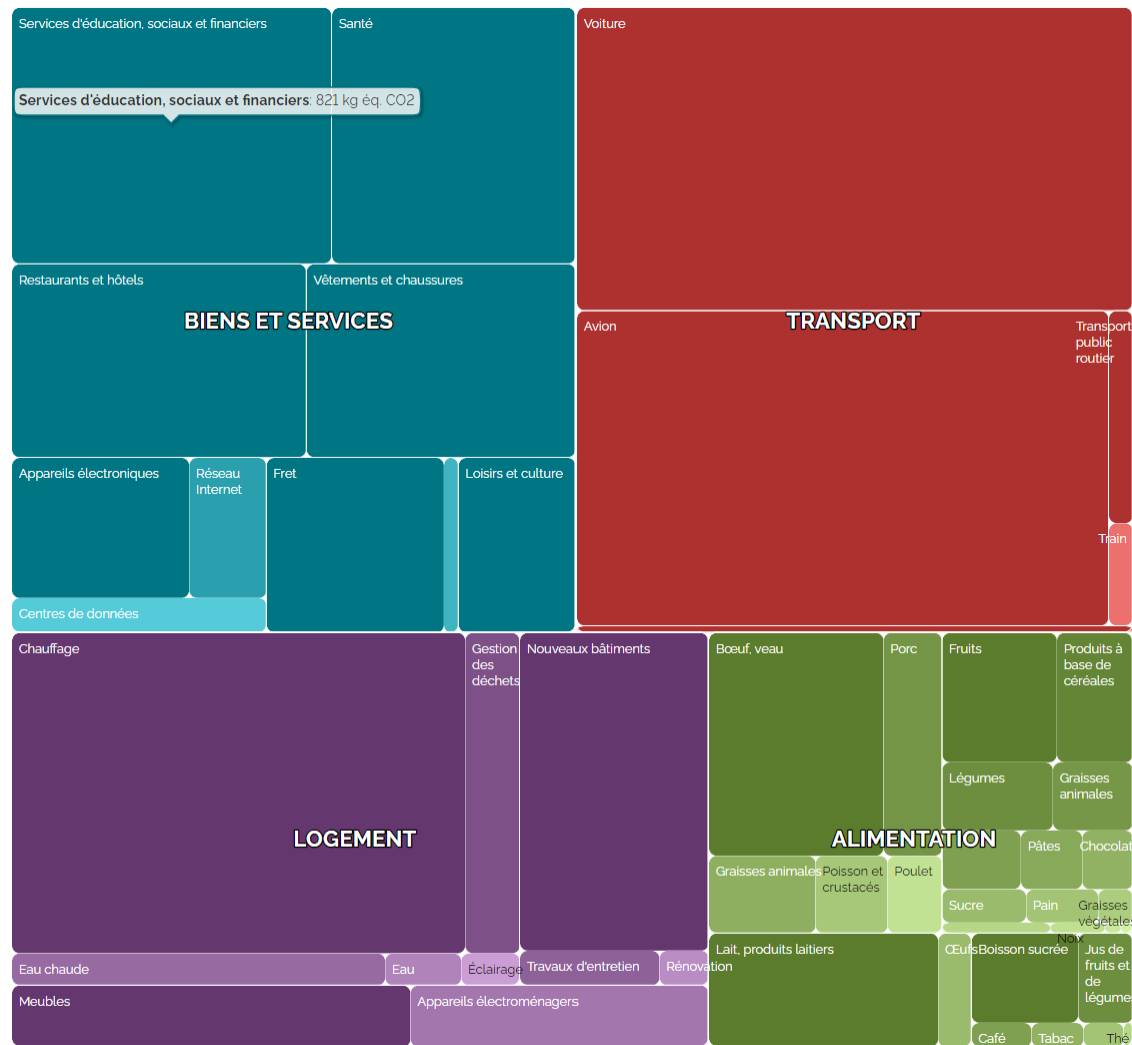 Services d'éducation, sociaux et financiers
Santé
Services d'éducation, sociaux et financiers: 821 kg éq. CO2
Restaurants et hôtels
Vêtements et chaussures
BIENS ET SERVICES
Appareils électroniques
Réseau
Internet
Fret
Loisirs et culture
Centres de données
Voiture
TRANSPORT
Avion
Transport
public
routier
Train
Chauffage
Gestion
des
déchets
Nouveaux bâtiments
LOGEMENT
Eau chaude
Eau
Éclairage
Travaux d'entretien
Rénovation
Meubles
Appareils électroménagers
Bœuf, veau
Porc
Fruits
Produits à
base de
céréales
Légumes
Graisses
animales
ALIMENTATION
Pâtes
Chocolat
Graisses animales
Poisson et
crustacés
Poulet
Sucre
Pain
Graisses
végétales
Noix
Lait, produits laitiers
Œufs
Boisson sucrée
Jus de
fruits et
de
légume
Café
Tabac
Thé